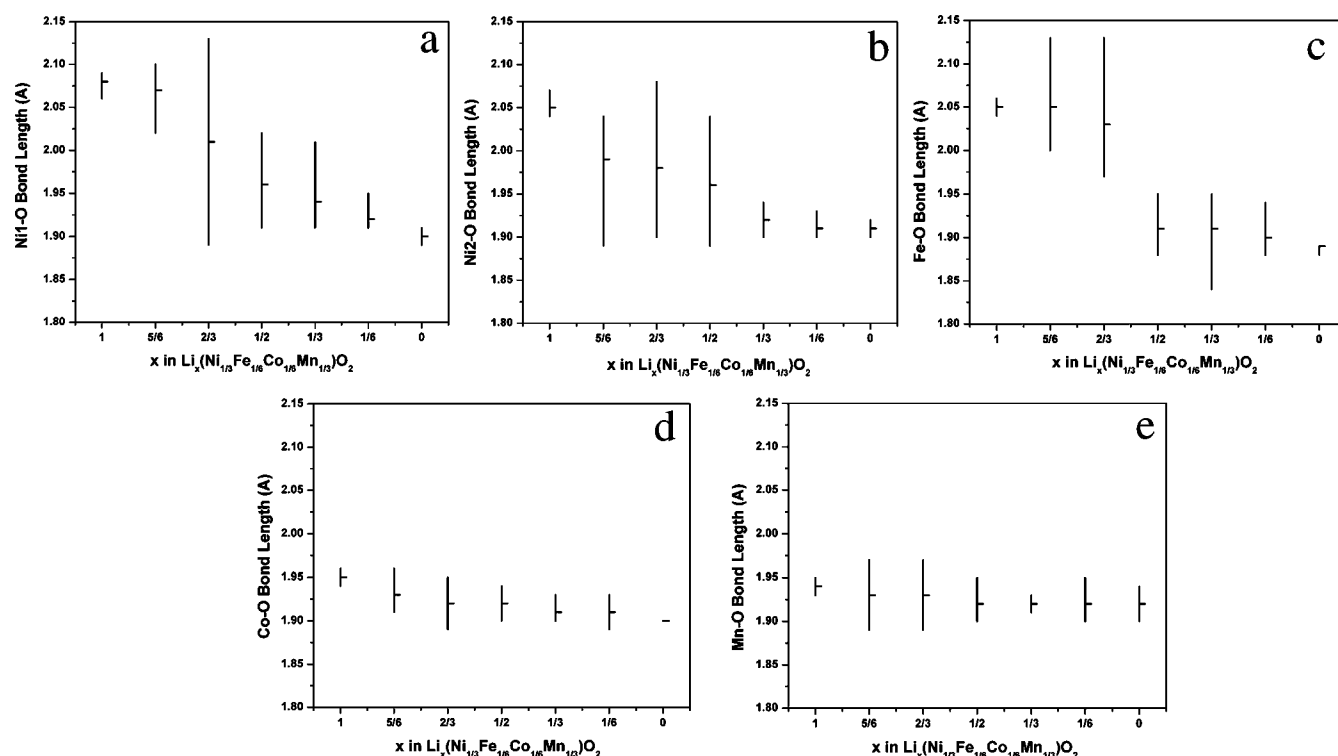 a
2.15
2.10
2.05
2.00
1.95
1.90
1.85
1.80
Ni1-O Bond Length (A)
1 5/6 2/3 1/2 1/3 1/6 0
x in Liₓ(Ni₁/₃Fe₁/₆Co₁/₆Mn₁/₃)O₂
b
2.15
2.10
2.05
2.00
1.95
1.90
1.85
1.80
Ni2-O Bond Length (A)
1 5/6 2/3 1/2 1/3 1/6 0
x in Liₓ(Ni₁/₃Fe₁/₆Co₁/₆Mn₁/₃)O₂
c
2.15
2.10
2.05
2.00
1.95
1.90
1.85
1.80
Fe-O Bond Length (A)
1 5/6 2/3 1/2 1/3 1/6 0
x in Liₓ(Ni₁/₃Fe₁/₆Co₁/₆Mn₁/₃)O₂
d
2.15
2.10
2.05
2.00
1.95
1.90
1.85
1.80
Co-O Bond Length (A)
1 5/6 2/3 1/2 1/3 1/6 0
x in Liₓ(Ni₁/₃Fe₁/₆Co₁/₆Mn₁/₃)O₂
e
2.15
2.10
2.05
2.00
1.95
1.90
1.85
1.80
Mn-O Bond Length (A)
1 5/6 2/3 1/2 1/3 1/6 0
x in Liₓ(Ni₁/₃Fe₁/₆Co₁/₆Mn₁/₃)O₂